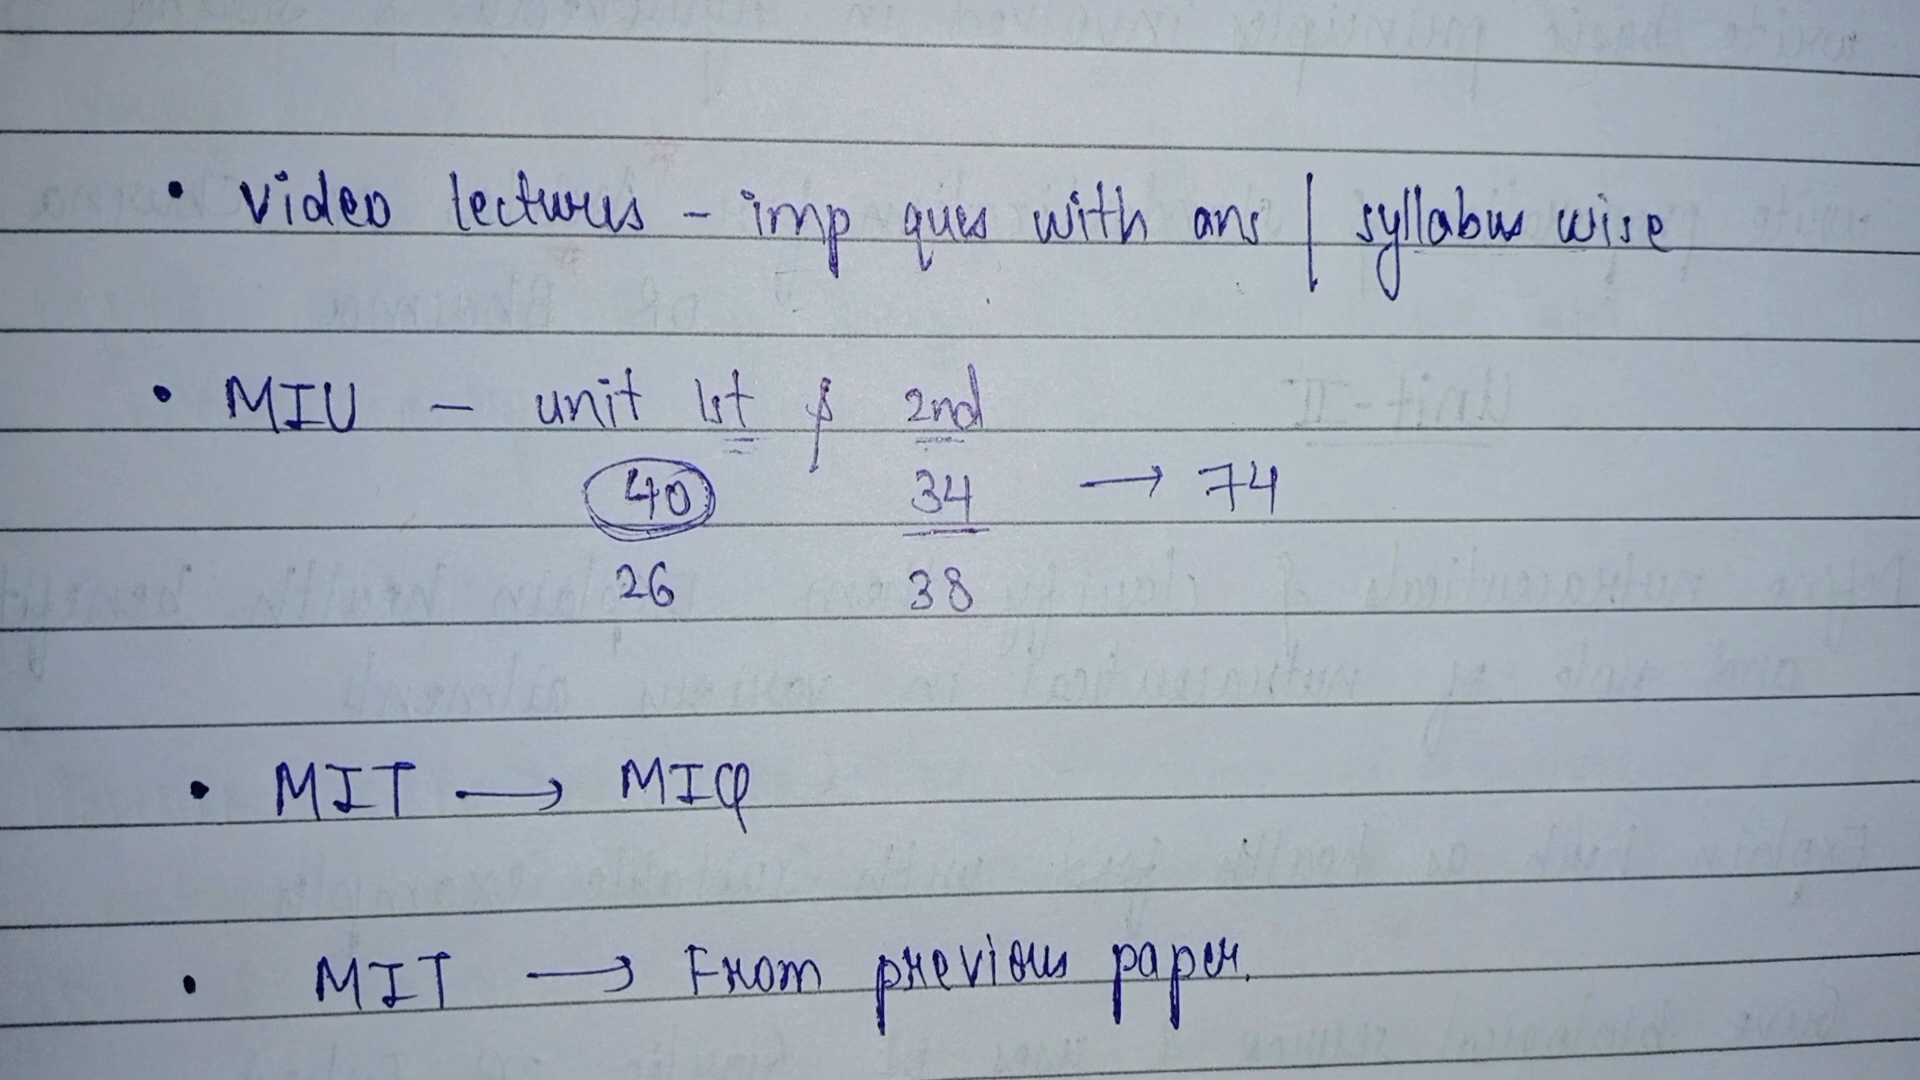 • video lectures - imp ques with ans | syllabus wise
• MIU - unit 1st & 2nd
40 34 → 74
26 38
• MIT → MIQ
• MIT → From previous paper.